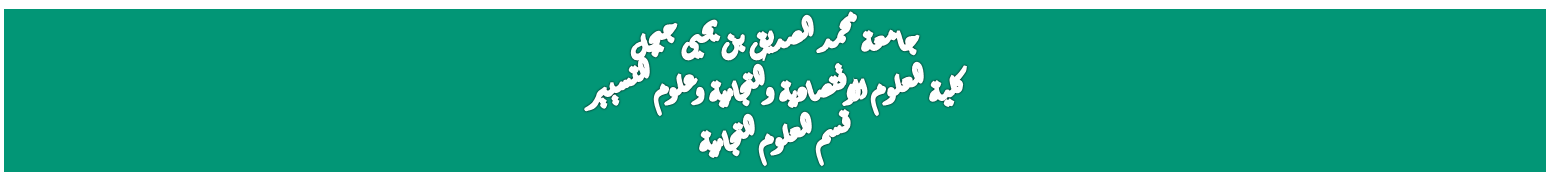 جامعة محمد الصديق بن يحيى جيجل
كلية العلوم الاقتصادية والتجارية وعلوم التسيير
قسم العلوم التجارية